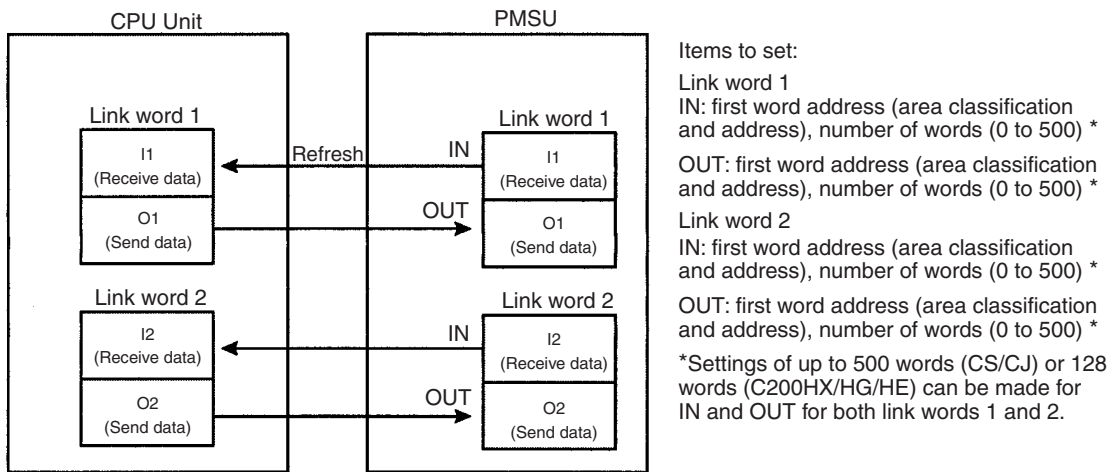 CPU Unit
PMSU
Link word 1
I1
(Receive data)
O1
(Send data)
Link word 2
I2
(Receive data)
O2
(Send data)
Refresh
IN
OUT
IN
OUT
Link word 1
I1
(Receive data)
O1
(Send data)
Link word 2
I2
(Receive data)
O2
(Send data)
Items to set:
Link word 1
IN: first word address (area classification
and address), number of words (0 to 500) *
OUT: first word address (area classification
and address), number of words (0 to 500) *
Link word 2
IN: first word address (area classification
and address), number of words (0 to 500) *
OUT: first word address (area classification
and address), number of words (0 to 500) *
*Settings of up to 500 words (CS/CJ) or 128
words (C200HX/HG/HE) can be made for
IN and OUT for both link words 1 and 2.